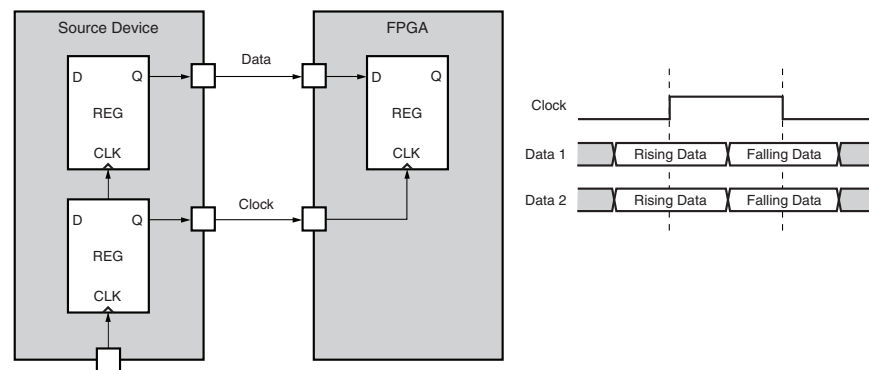 Source Device
FPGA
D Q
REG
CLK
Data
D Q
REG
CLK
D Q
REG
CLK
Clock
Clock
Data 1 Rising Data Falling Data
Data 2 Rising Data Falling Data